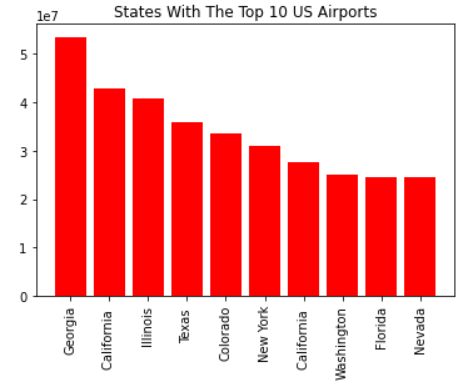 States With The Top 10 US Airports
1e7
5
4
3
2
1
0
Georgia
California
Illinois
Texas
Colorado
New York
California
Washington
Florida
Nevada